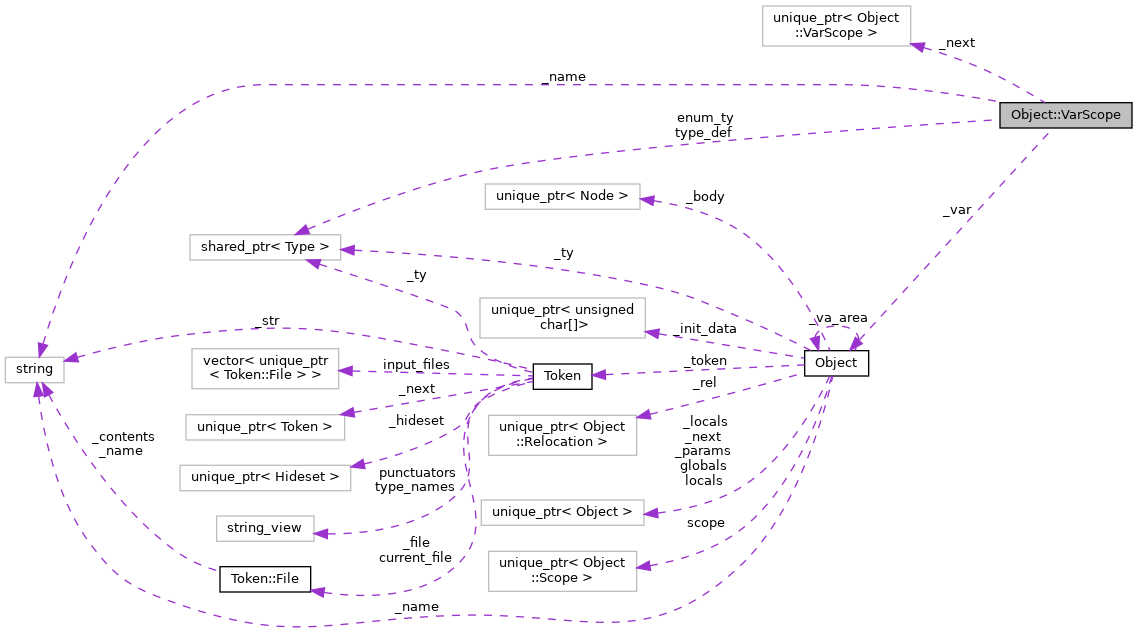 unique_ptr< Object
::VarScope >
_next
_name
Object::VarScope
enum_ty
type_def
unique_ptr< Node >
_body
_var
shared_ptr< Type >
_ty
_ty
unique_ptr< unsigned
char[]>
_va_area
_str
_init_data
vector< unique_ptr
< Token::File > >
input_files
string
Token
_token
Object
_next
_rel
unique_ptr< Token >
_hideset
unique_ptr< Object
::Relocation >
_locals
_next
_params
globals
locals
_contents
_name
unique_ptr< Hideset >
punctuators
type_names
string_view
unique_ptr< Object >
scope
_file
current_file
Token::File
unique_ptr< Object
::Scope >
_name